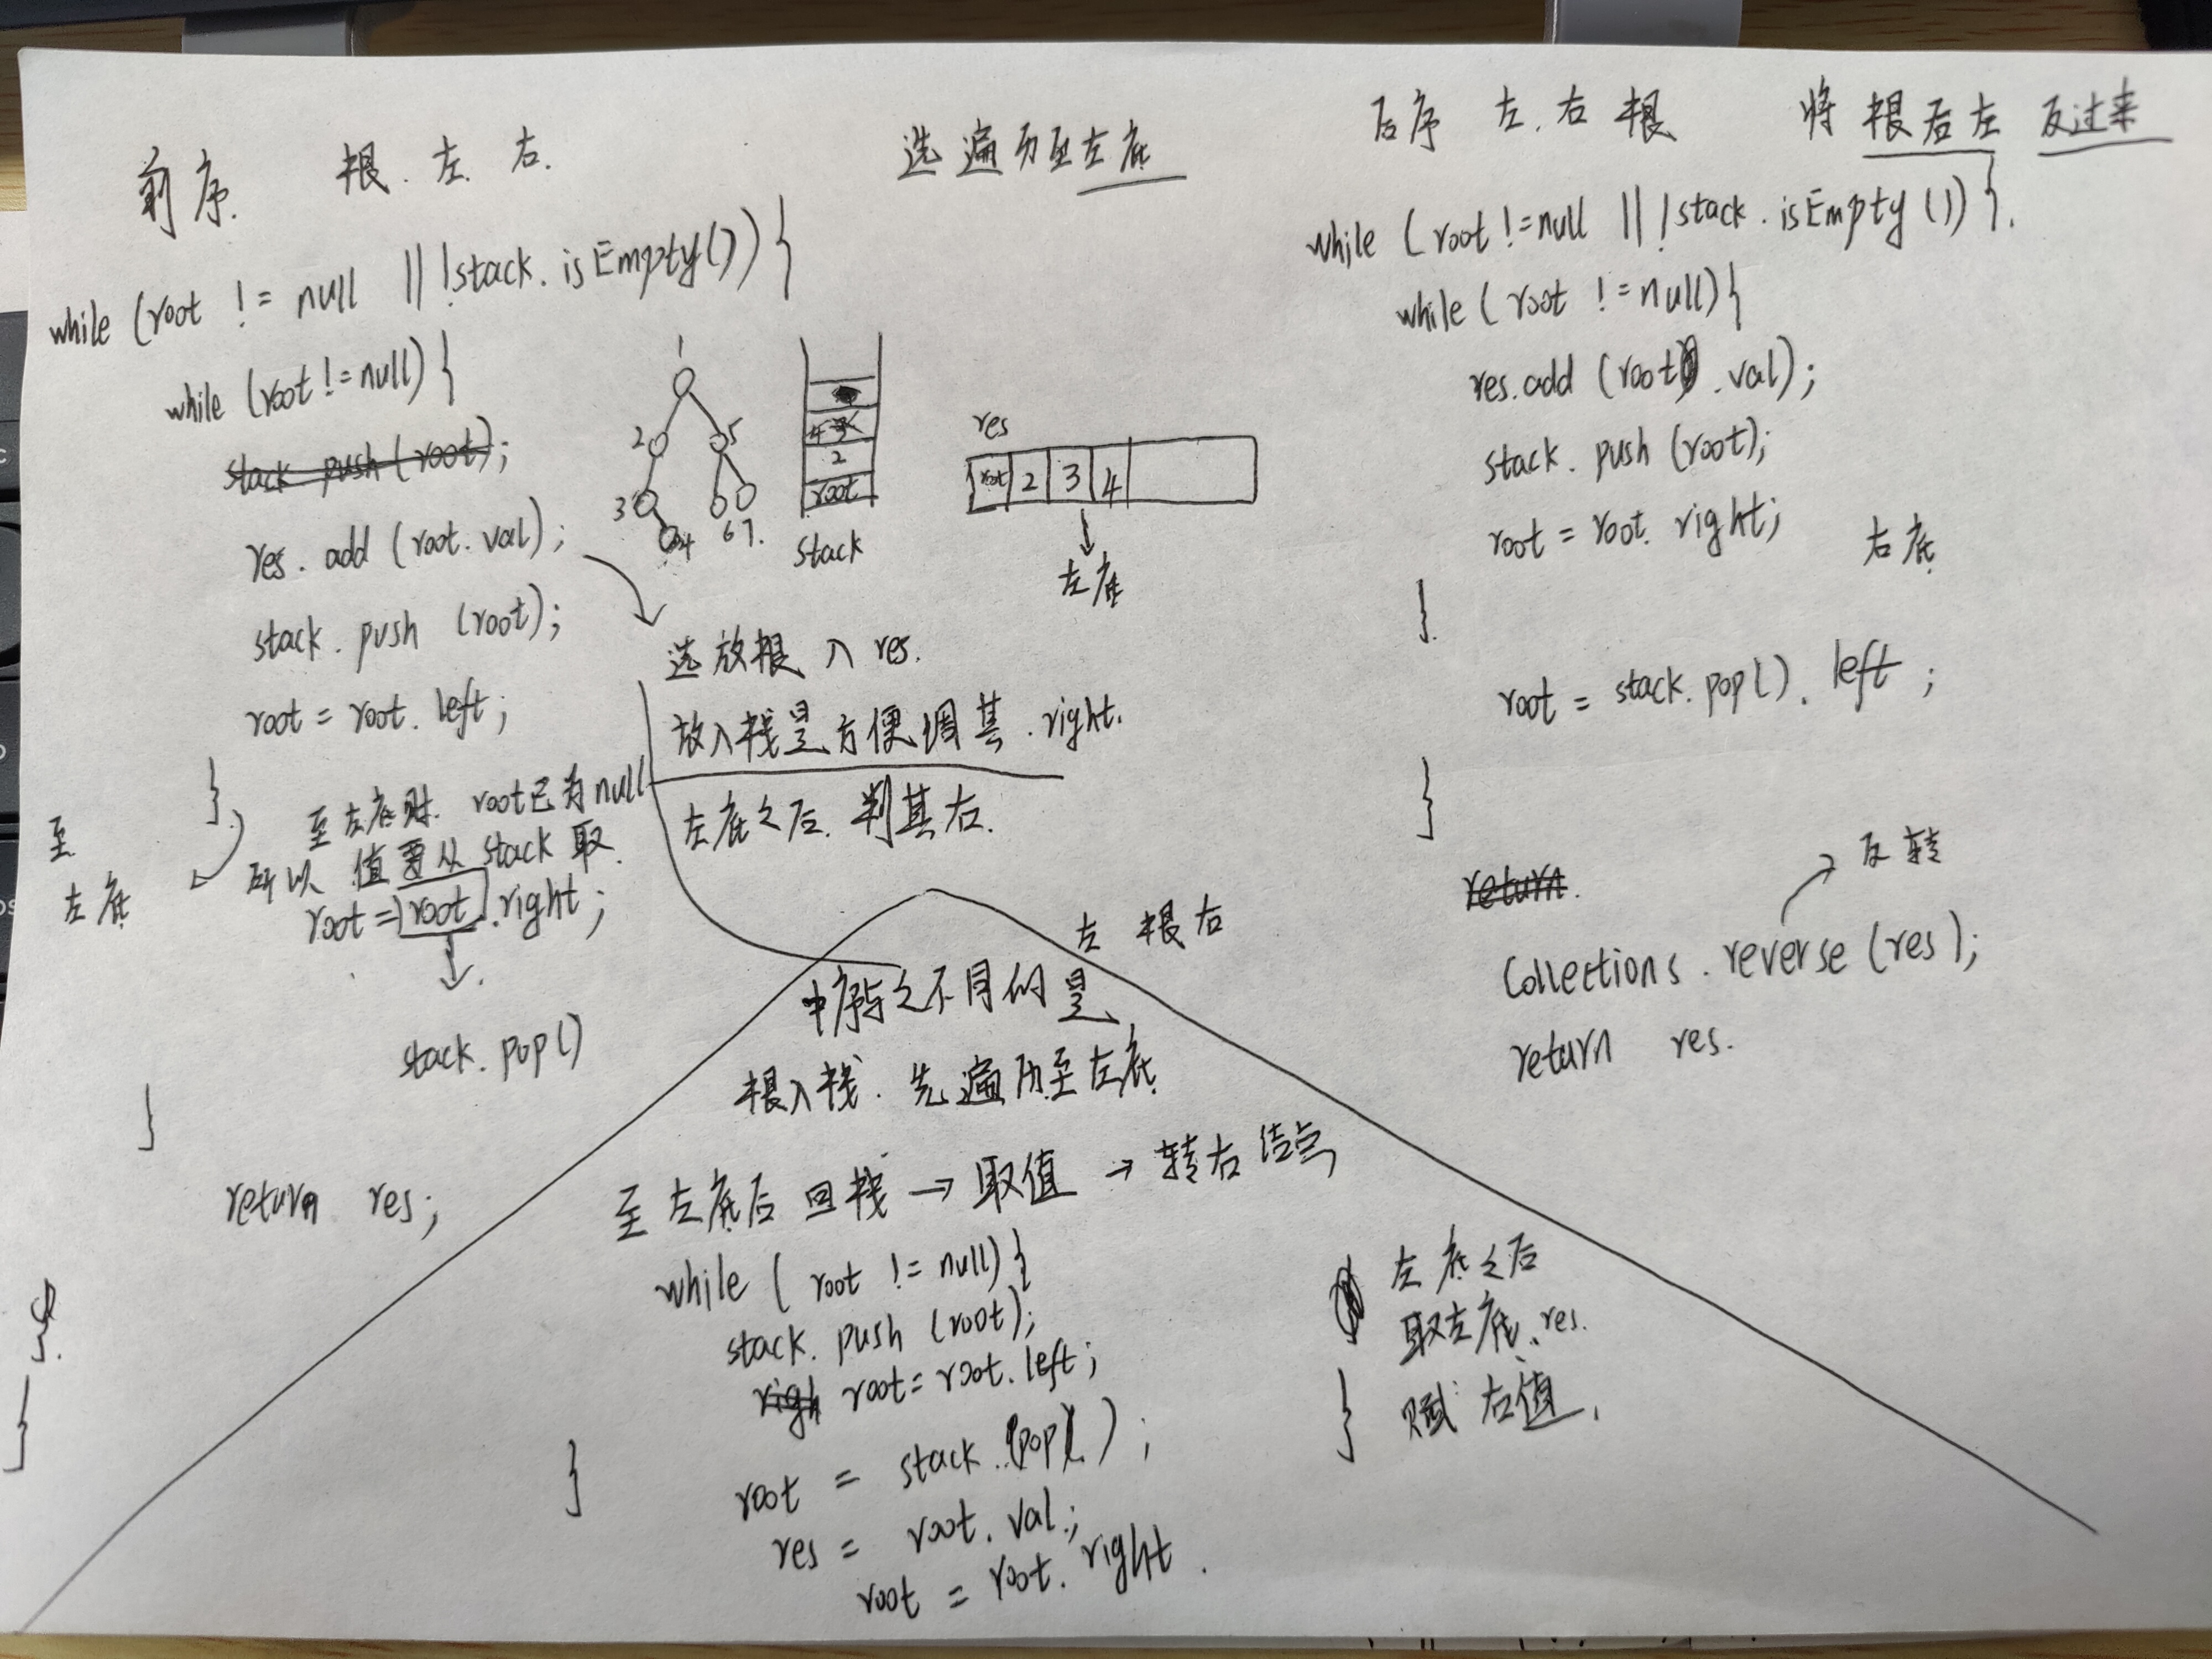 前序. 根.左.右.
while (root != null || !stack.isEmpty()) {
while (root != null) {
stack push (root);
res.add (root.val);
stack.push (root);
root = root.left;
}
至左底时. root已为null
所以 值要从 stack 取.
至
左底
root = root.right;
stack.pop()
}
return res;
选遍历至左底
1
2 5
3 4 6 7.
4 3
2
root
stack
res
root 2 3 4
左底
选放根入 res.
放入栈是方便调其.right.
左底之后.判其右.
左 根 右
中序与之不同的是
根入栈.先遍历至左底.
至左底后 回栈 → 取值 → 转右结点
while ( root != null) {
stack.push (root);
righ root = root.left;
}
root = stack.pop( );
res = root.val;
root = root.right.
左底之后
取左底.res.
} 赋右值.
后序 左.右根 将 根右左 反过来
while (root != null || !stack.isEmpty()) {.
while ( root != null) {
res.add (root.val);
stack.push (root);
root = root.right; 右底
}
root = stack.pop().left;
}
return.
反转
Collections.reverse (res);
return res.